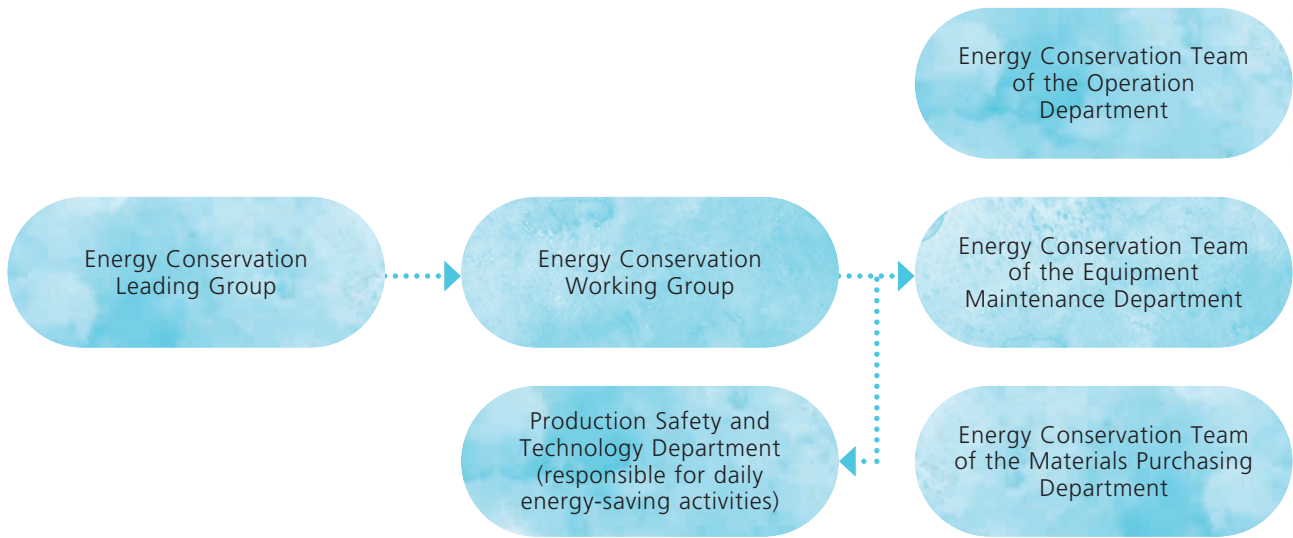 Energy Conservation Team
of the Operation
Department
Energy Conservation
Leading Group
Energy Conservation
Working Group
Energy Conservation Team
of the Equipment
Maintenance Department
Production Safety and
Technology Department
(responsible for daily
energy-saving activities)
Energy Conservation Team
of the Materials Purchasing
Department